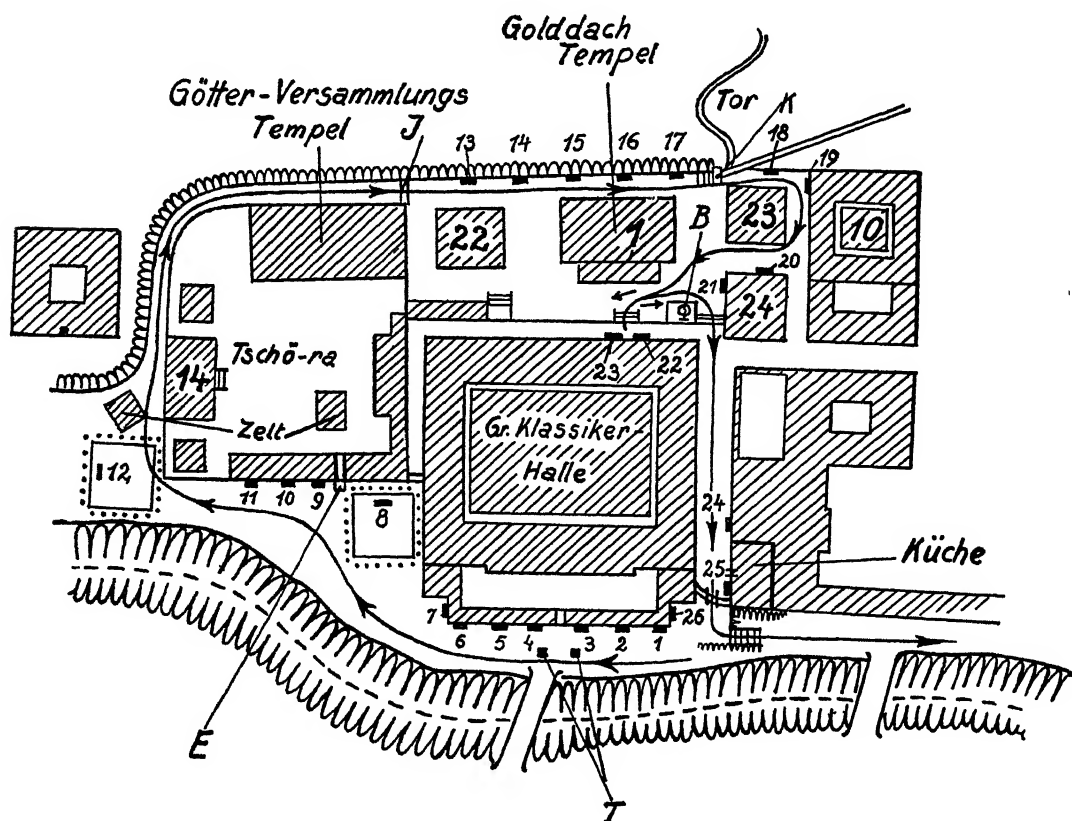 Golddach
Tempel
Götter-Versammlungs
Tempel
J
Tor
K
13
14
15
16
17
18
19
22
1
B
23
10
20
21
24
Tschö-ra
14
Zelt
23
22
Gr. Klassiker-
Halle
12
11
10
9
8
24
25
Küche
7
6
5
4
3
2
1
26
E
T